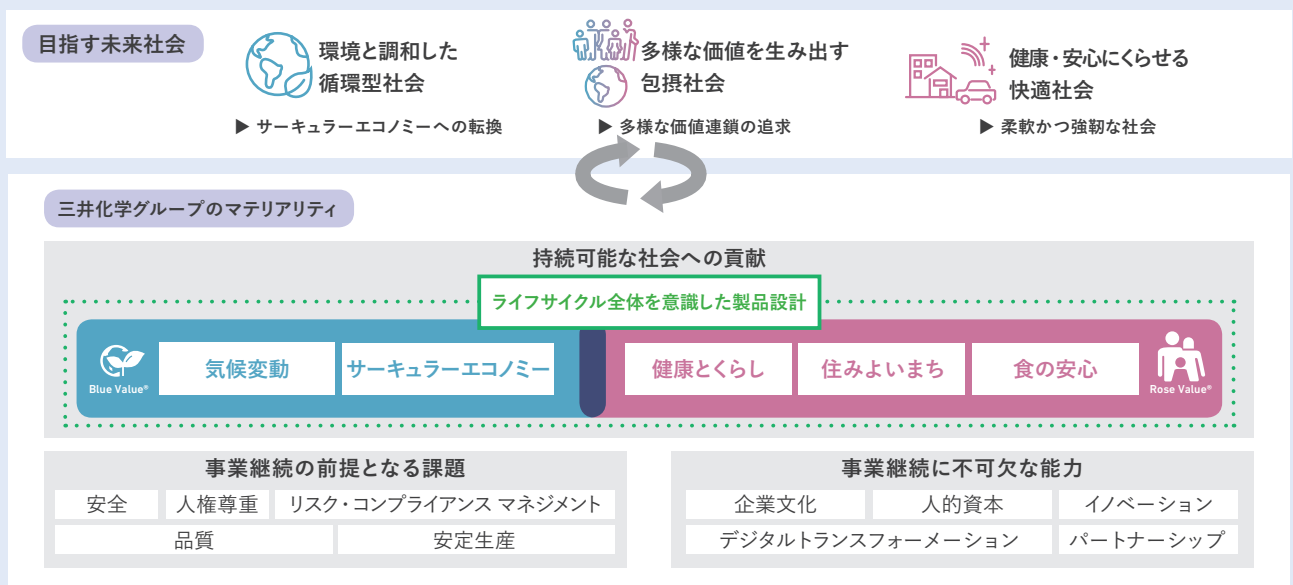 目指す未来社会
環境と調和した
循環型社会
▶ サーキュラーエコノミーへの転換
多様な価値を生み出す
包摂社会
▶ 多様な価値連鎖の追求
健康・安心にくらせる
快適社会
▶ 柔軟かつ強靭な社会
三井化学グループのマテリアリティ
持続可能な社会への貢献
ライフサイクル全体を意識した製品設計
Blue Value®
気候変動
サーキュラーエコノミー
健康とくらし
住みよいまち
食の安心
Rose Value®
事業継続の前提となる課題
安全
人権尊重
リスク・コンプライアンス マネジメント
品質
安定生産
事業継続に不可欠な能力
企業文化
人的資本
イノベーション
デジタルトランスフォーメーション
パートナーシップ